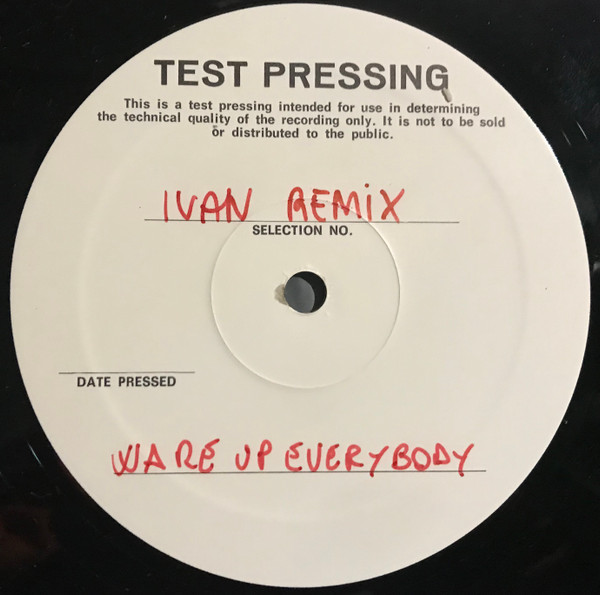 TEST PRESSING
This is a test pressing intended for use in determining
the technical quality of the recording only. It is not to be sold
or distributed to the public.
IVAN REMiX
SELECTION NO.
DATE PRESSED
WAKE UP EVERYBODY